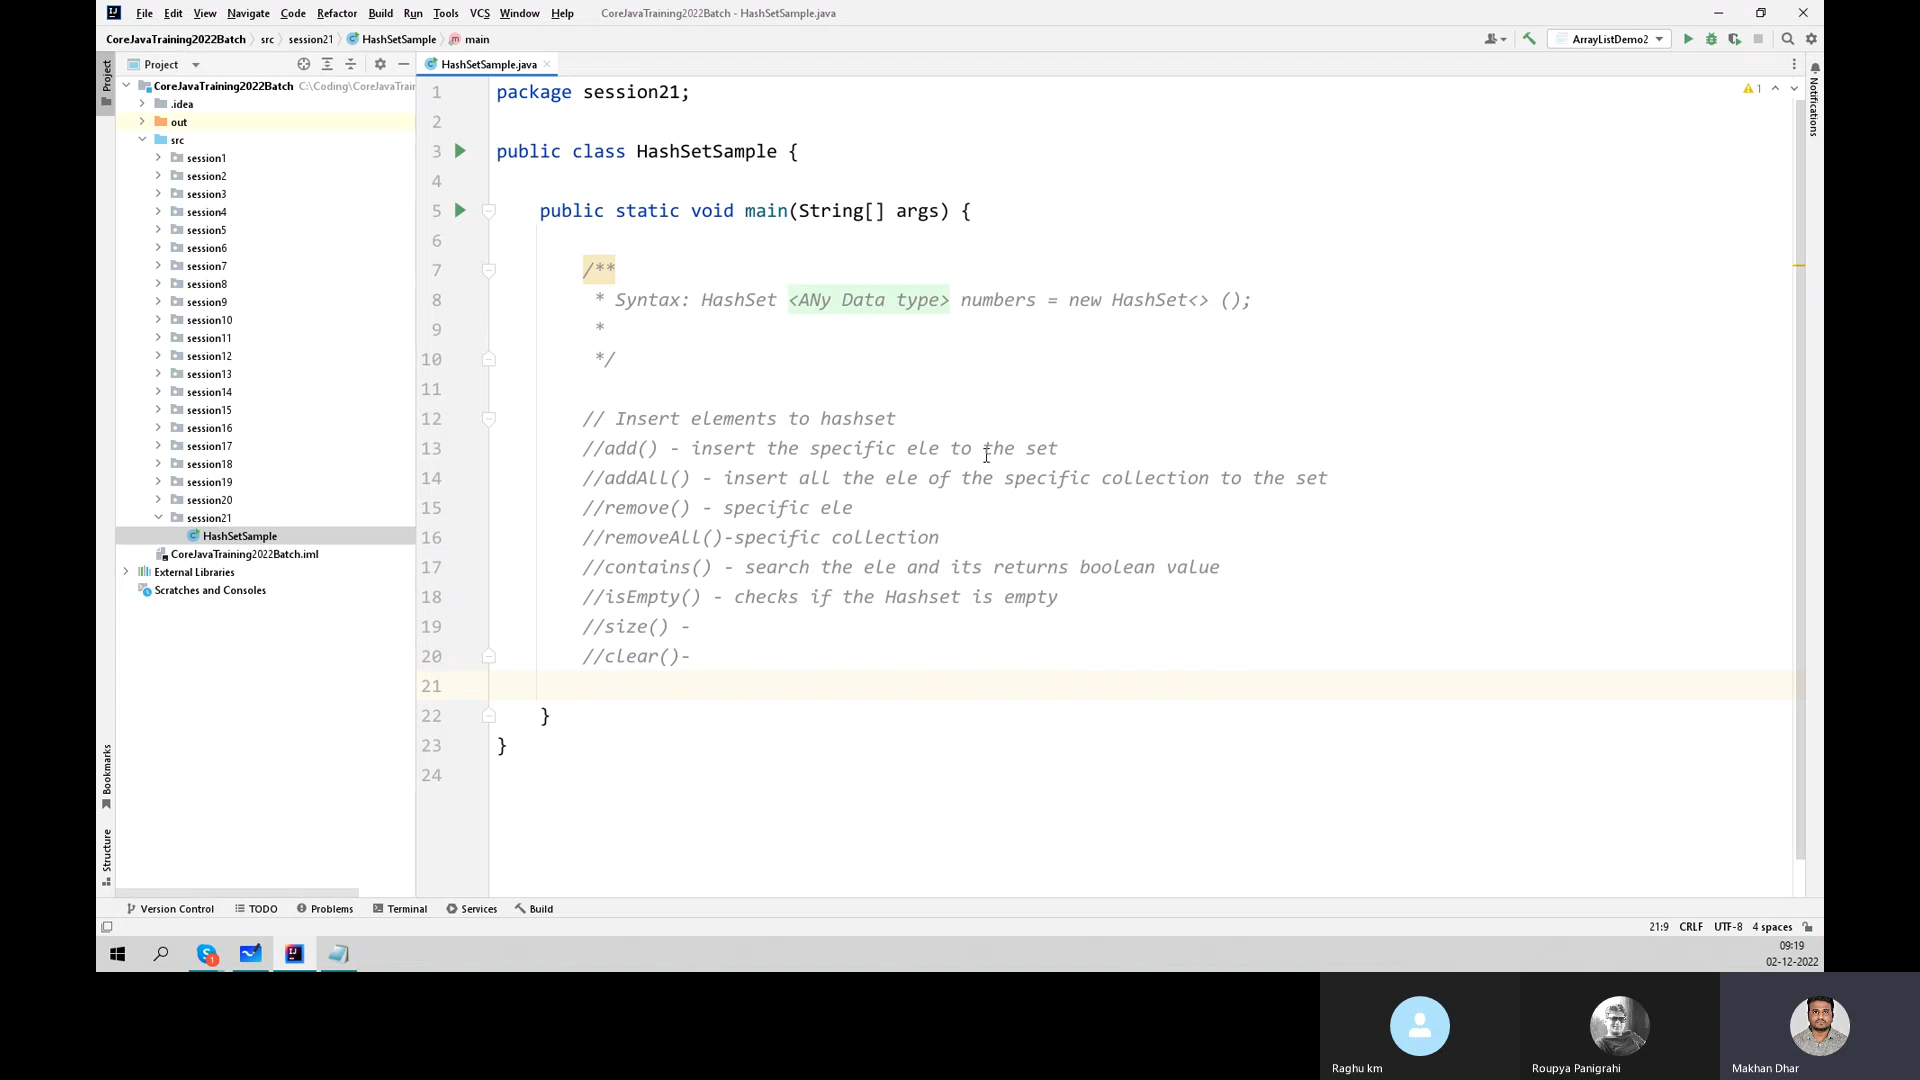 File Edit View Navigate Code Refactor Build Run Tools VCS Window Help CoreJavaTraining2022Batch - HashSetSample.java
CoreJavaTraining2022Batch src session21 HashSetSample main ArrayListDemo2
Project
Project
HashSetSample.java
Notifications
CoreJavaTraining2022Batch C:\Coding\CoreJavaTrair
.idea
out
src
session1
session2
session3
session4
session5
session6
session7
session8
session9
session10
session11
session12
session13
session14
session15
session16
session17
session18
session19
session20
session21
HashSetSample
CoreJavaTraining2022Batch.iml
External Libraries
Scratches and Consoles
1 package session21;
2
3 public class HashSetSample {
4
5 public static void main(String[] args) {
6
7 /**
8 * Syntax: HashSet <ANy Data type> numbers = new HashSet<> ();
9 *
10 */
11
12 // Insert elements to hashset
13 //add() - insert the specific ele to the set
14 //addAll() - insert all the ele of the specific collection to the set
15 //remove() - specific ele
16 //removeAll()-specific collection
17 //contains() - search the ele and its returns boolean value
18 //isEmpty() - checks if the Hashset is empty
19 //size() -
20 //clear()-
21
22 }
23 }
24
1
Bookmarks
Structure
Version Control TODO Problems Terminal Services Build
21:9 CRLF UTF-8 4 spaces
1
09:19
02-12-2022
Raghu km
Roupya Panigrahi
Makhan Dhar